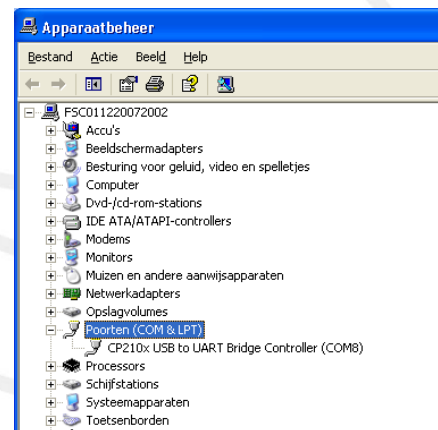 Apparaatbeheer
Bestand Actie Beeld Help
FSC011220072002
Accu's
Beeldschermadapters
Besturing voor geluid, video en spelletjes
Computer
Dvd-/cd-rom-stations
IDE ATA/ATAPI-controllers
Modems
Monitors
Muizen en andere aanwijsapparaten
Netwerkadapters
Opslagvolumes
Poorten (COM & LPT)
CP210x USB to UART Bridge Controller (COM8)
Processors
Schijfstations
Systeemapparaten
Toetsenborden